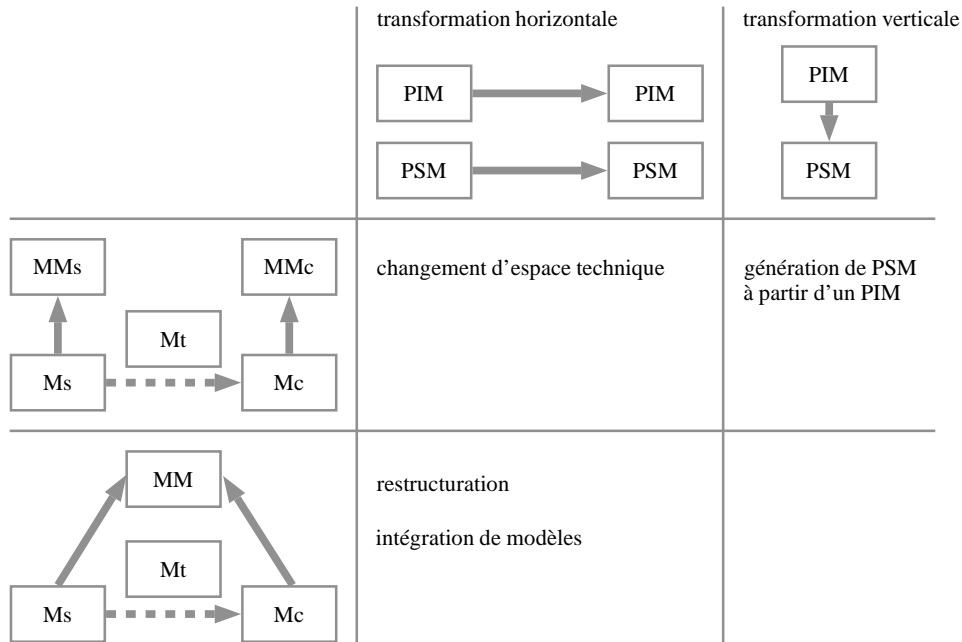 transformation horizontale
transformation verticale
PIM
PIM
PIM
PSM
PSM
PSM
MMs
MMc
changement d’espace technique
génération de PSM
à partir d’un PIM
Mt
Ms
Mc
MM
restructuration
intégration de modèles
Mt
Ms
Mc